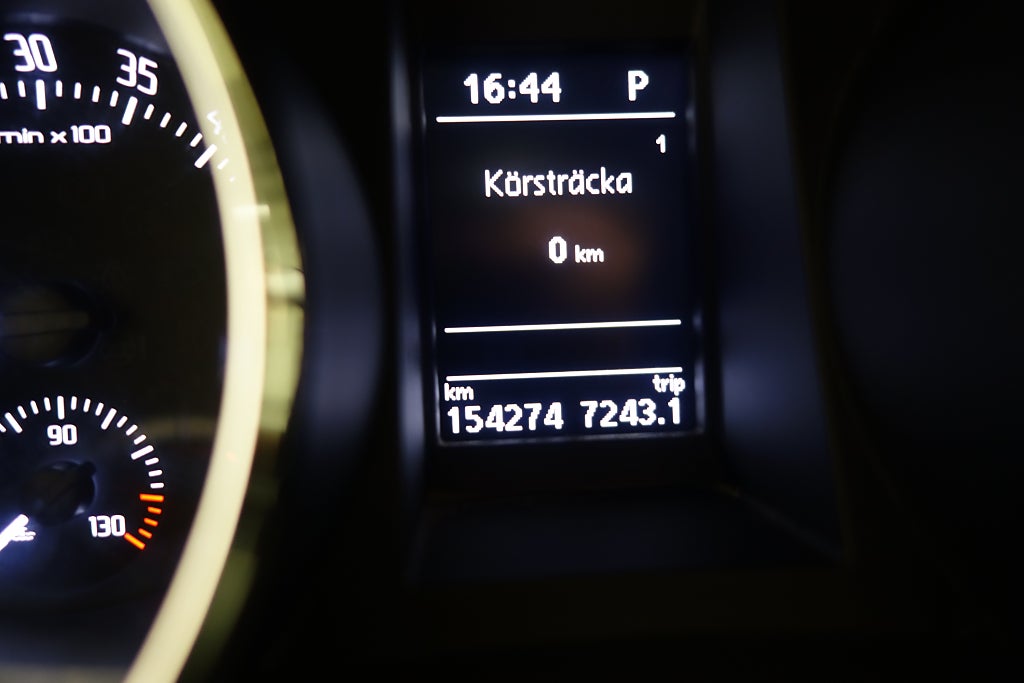 30
35
min x 100
90
130
16:44 P
1
Körsträcka
0 km
km trip
154274 7243.1